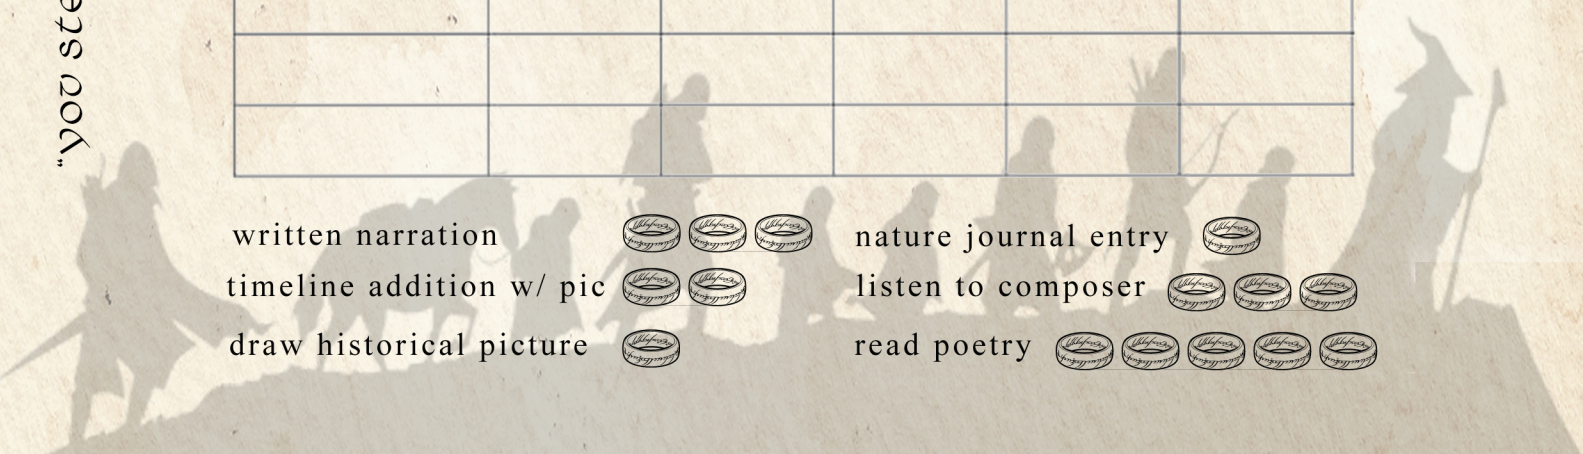 "you ste
written narration
timeline addition w/ pic
draw historical picture
nature journal entry
listen to composer
read poetry